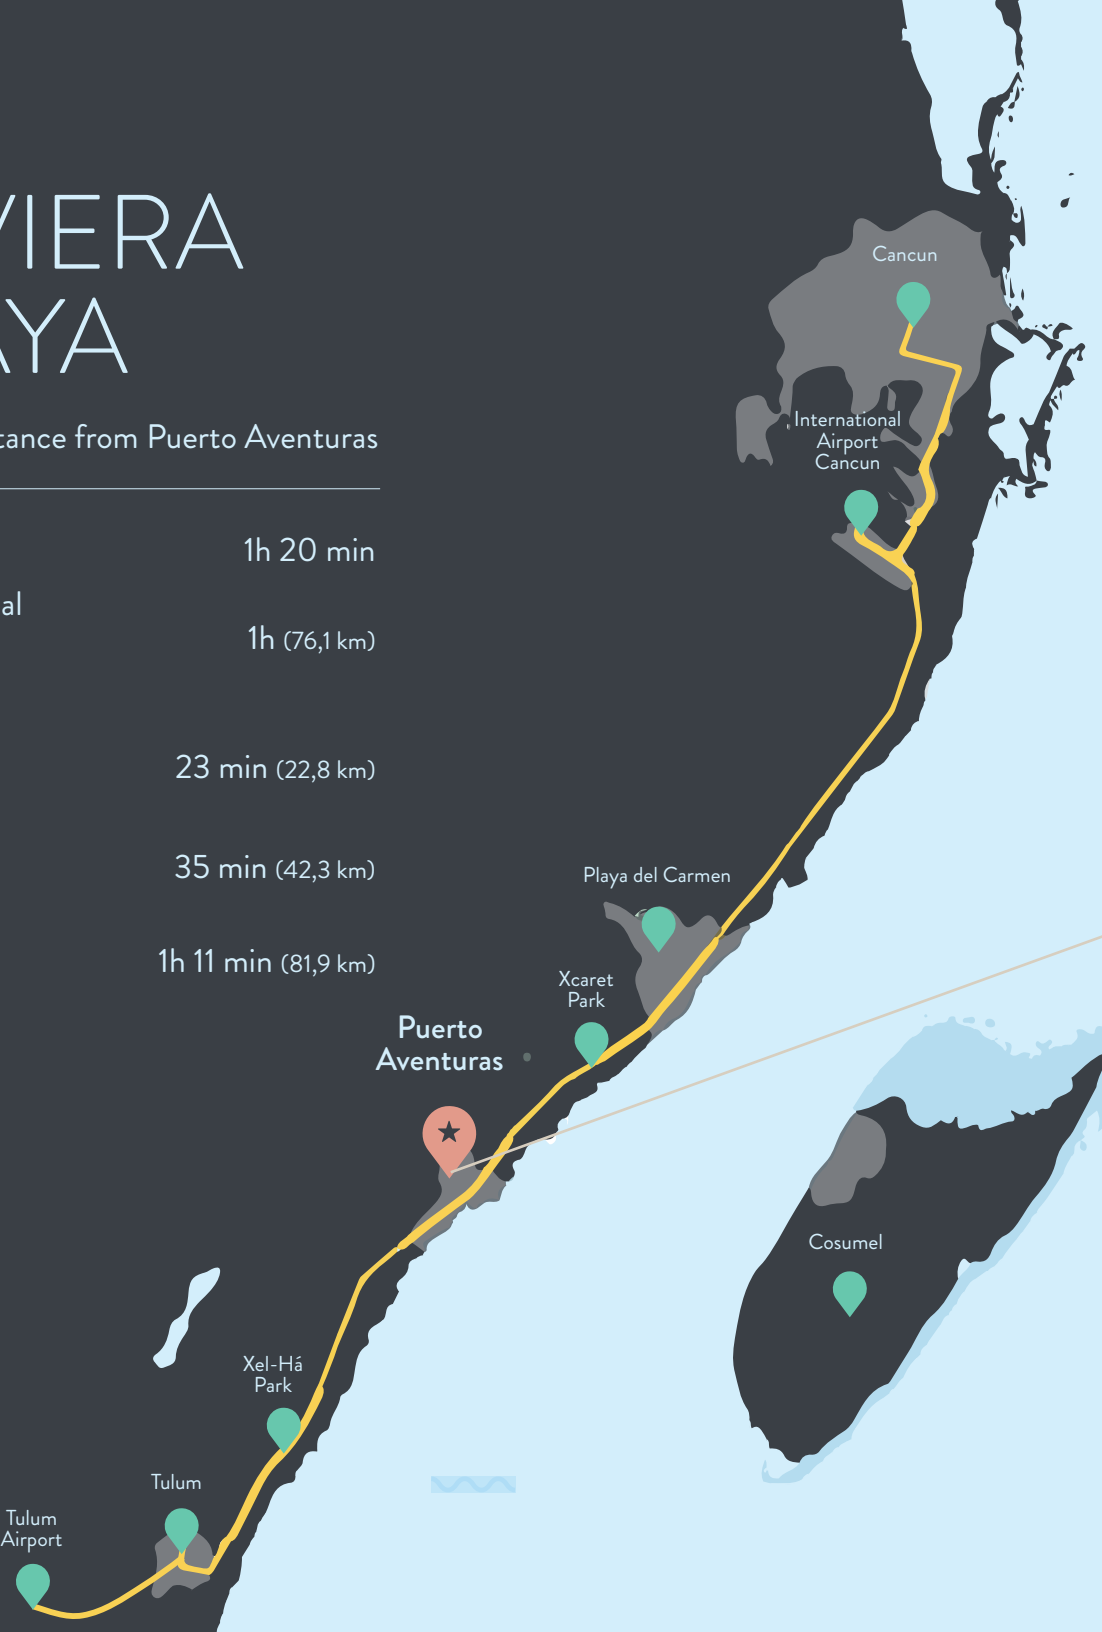 VIERA
AYA
tance from Puerto Aventuras
1h 20 min
al
1h (76,1 km)
23 min (22,8 km)
35 min (42,3 km)
1h 11 min (81,9 km)
Cancun
International
Airport
Cancun
Playa del Carmen
Xcaret
Park
Puerto
Aventuras
Cosumel
Xel-Há
Park
Tulum
Tulum
Airport